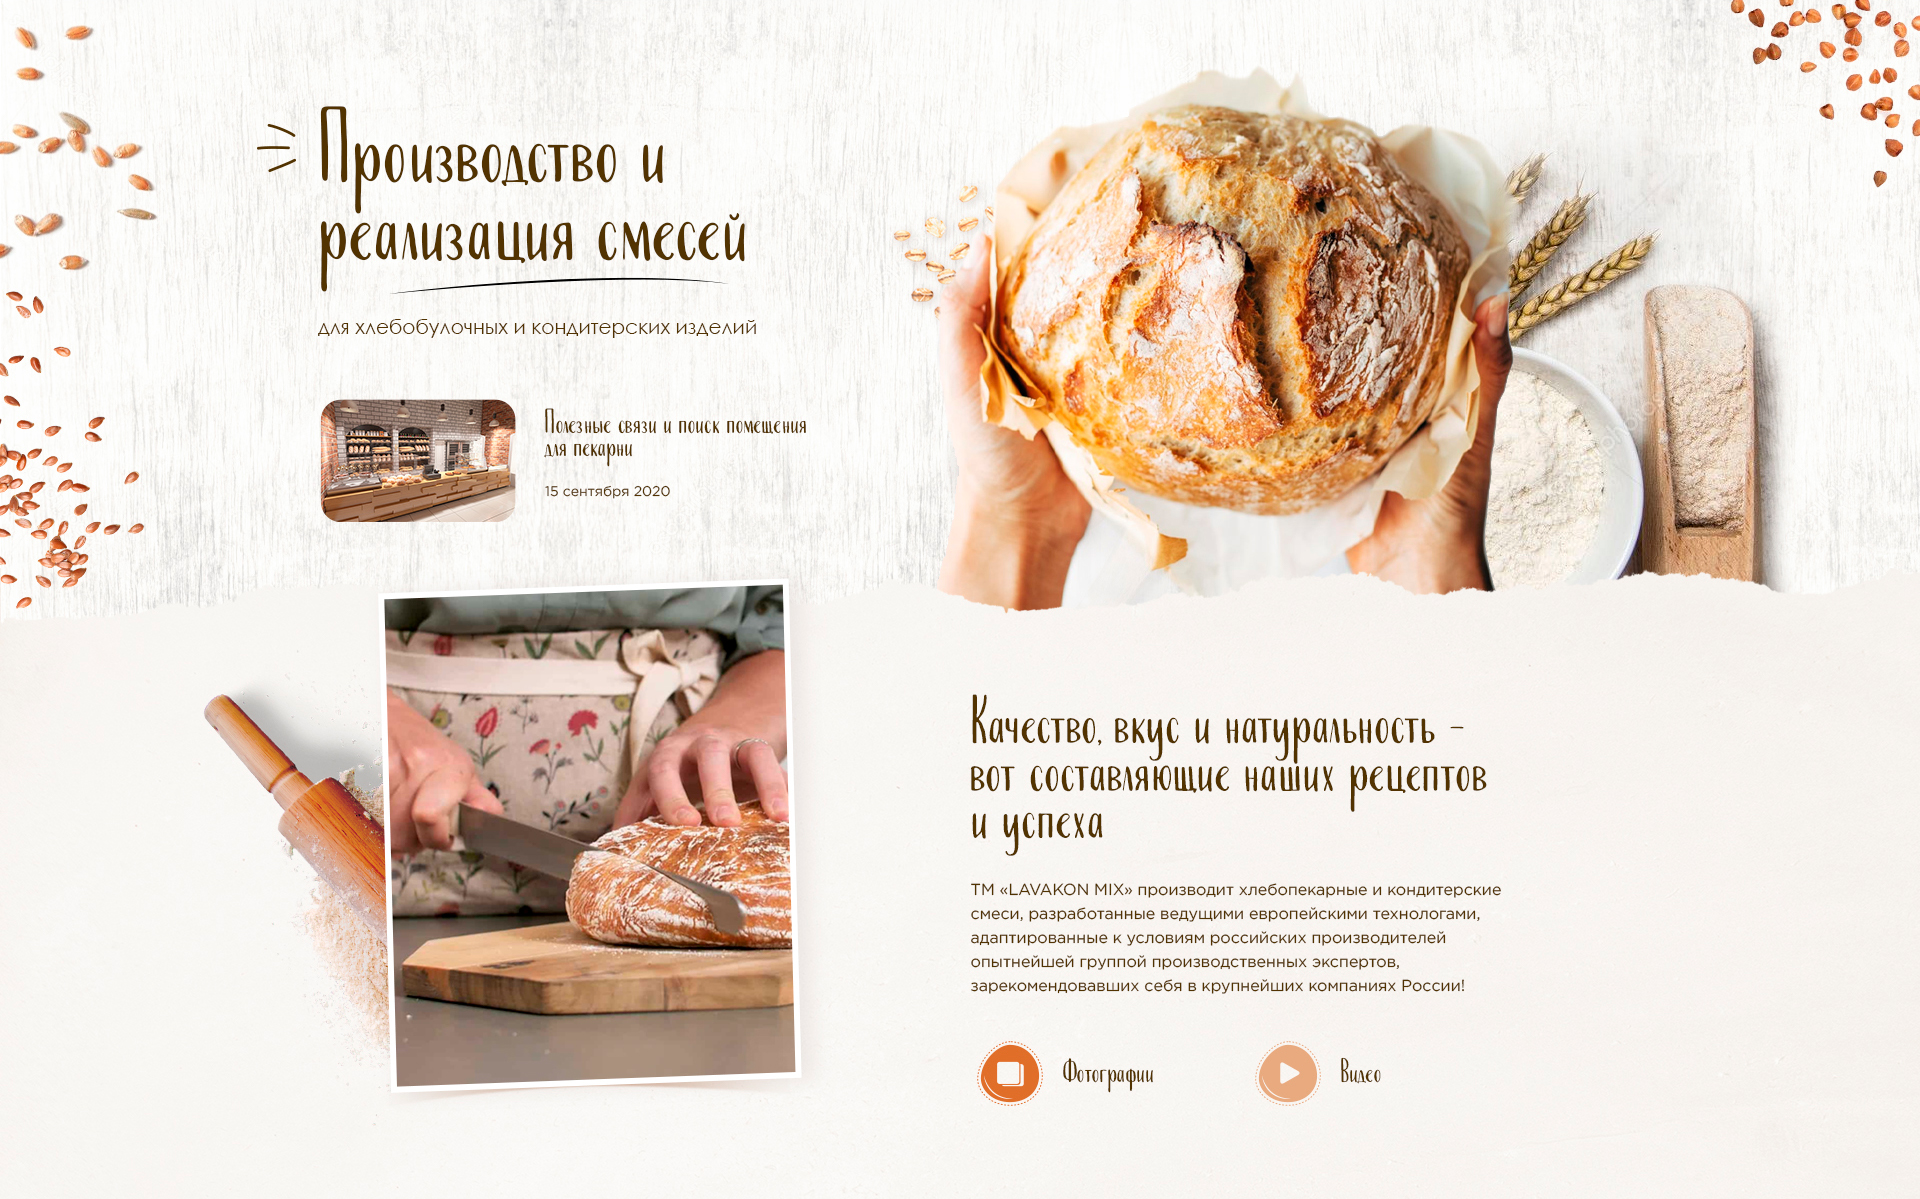 Производство и
реализация смесей
для хлебобулочных и кондитерских изделий
Полезные связи и поиск помещения
для пекарни
15 сентября 2020
Качество, вкус и натуральность –
вот составляющие наших рецептов
и успеха
ТМ «LAVAKON MIX» производит хлебопекарные и кондитерские
смеси, разработанные ведущими европейскими технологами,
адаптированные к условиям российских производителей
опытнейшей группой производственных экспертов,
зарекомендовавших себя в крупнейших компаниях России!
Фотографии
Видео